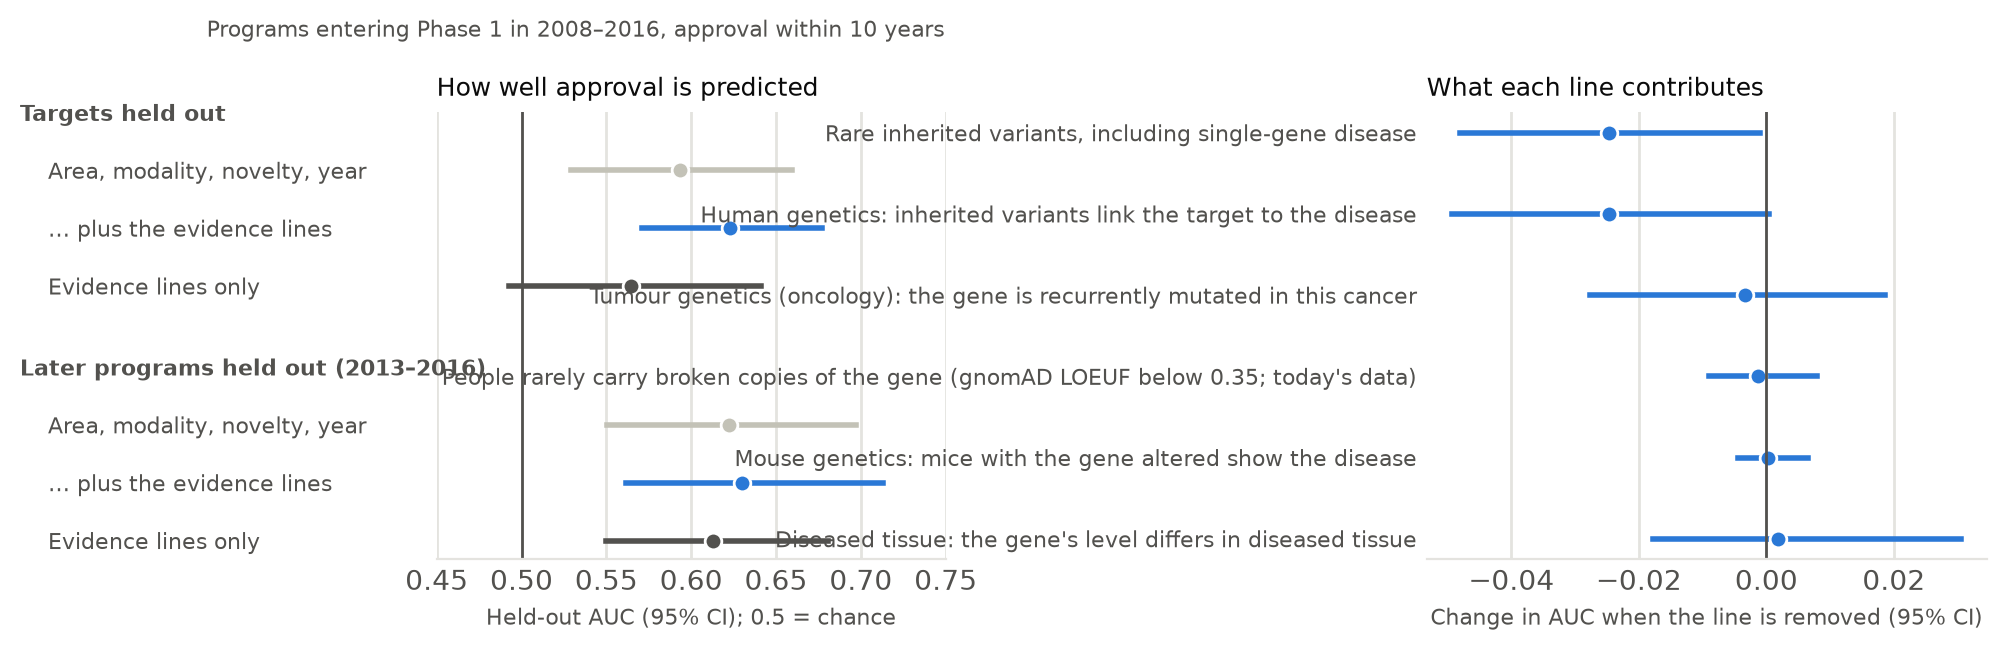 Programs entering Phase 1 in 2008–2016, approval within 10 years
How well approval is predicted
Targets held out
Area, modality, novelty, year
... plus the evidence lines
Evidence lines only
Later programs held out (2013–2016)
Area, modality, novelty, year
... plus the evidence lines
Evidence lines only
0.45 0.50 0.55 0.60 0.65 0.70 0.75
Held-out AUC (95% CI); 0.5 = chance
What each line contributes
Rare inherited variants, including single-gene disease
Human genetics: inherited variants link the target to the disease
Tumour genetics (oncology): the gene is recurrently mutated in this cancer
People rarely carry broken copies of the gene (gnomAD LOEUF below 0.35; today's data)
Mouse genetics: mice with the gene altered show the disease
Diseased tissue: the gene's level differs in diseased tissue
−0.04 −0.02 0.00 0.02
Change in AUC when the line is removed (95% CI)